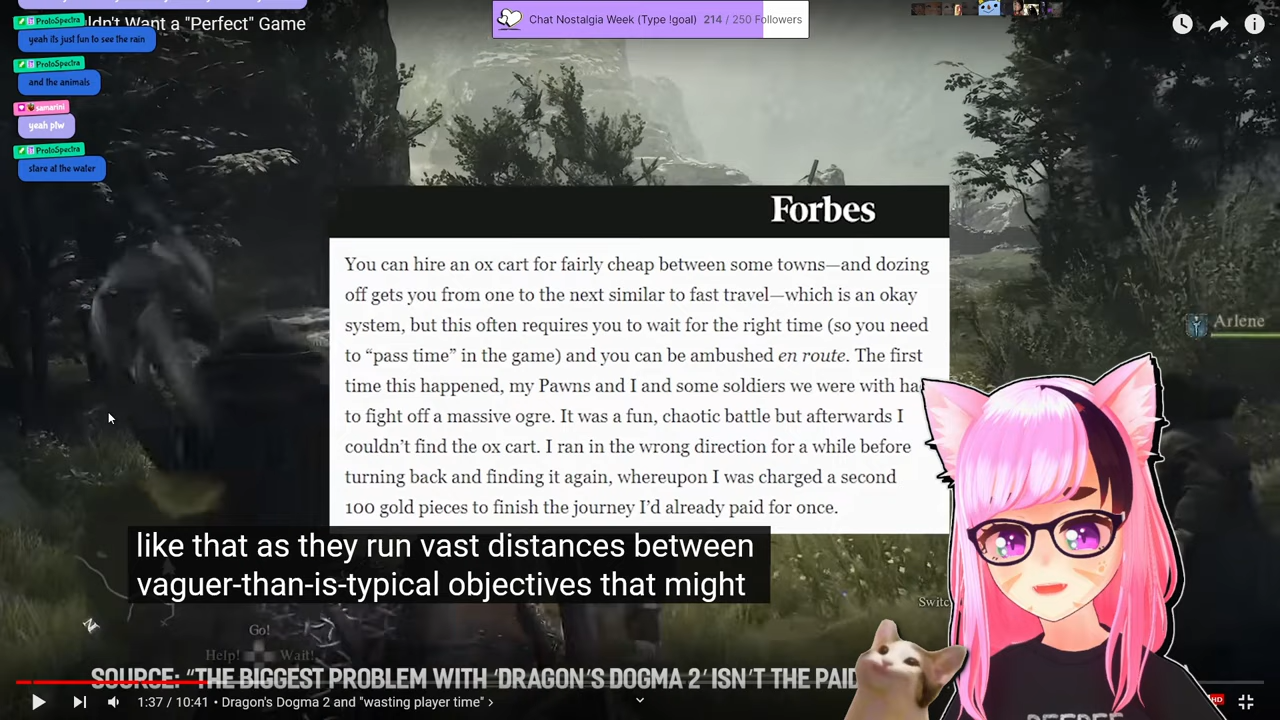 ldn't Want a "Perfect" Game
ProtoSpectra
yeah its just fun to see the rain
ProtoSpectra
and the animals
samarini
yeah ptw
ProtoSpectra
stare at the water
Chat Nostalgia Week (Type !goal) 214 / 250 Followers
Forbes
You can hire an ox cart for fairly cheap between some towns—and dozing
off gets you from one to the next similar to fast travel—which is an okay
system, but this often requires you to wait for the right time (so you need
to “pass time” in the game) and you can be ambushed en route. The first
time this happened, my Pawns and I and some soldiers we were with ha
to fight off a massive ogre. It was a fun, chaotic battle but afterwards I
couldn’t find the ox cart. I ran in the wrong direction for a while before
turning back and finding it again, whereupon I was charged a second
100 gold pieces to finish the journey I’d already paid for once.
Arlene
like that as they run vast distances between
vaguer-than-is-typical objectives that might
Switc
Go!
Help! Wait!
SOURCE: "THE BIGGEST PROBLEM WITH 'DRAGON'S DOGMA 2' ISN'T THE PAID
1:37 / 10:41 • Dragon's Dogma 2 and "wasting player time" ›
HD